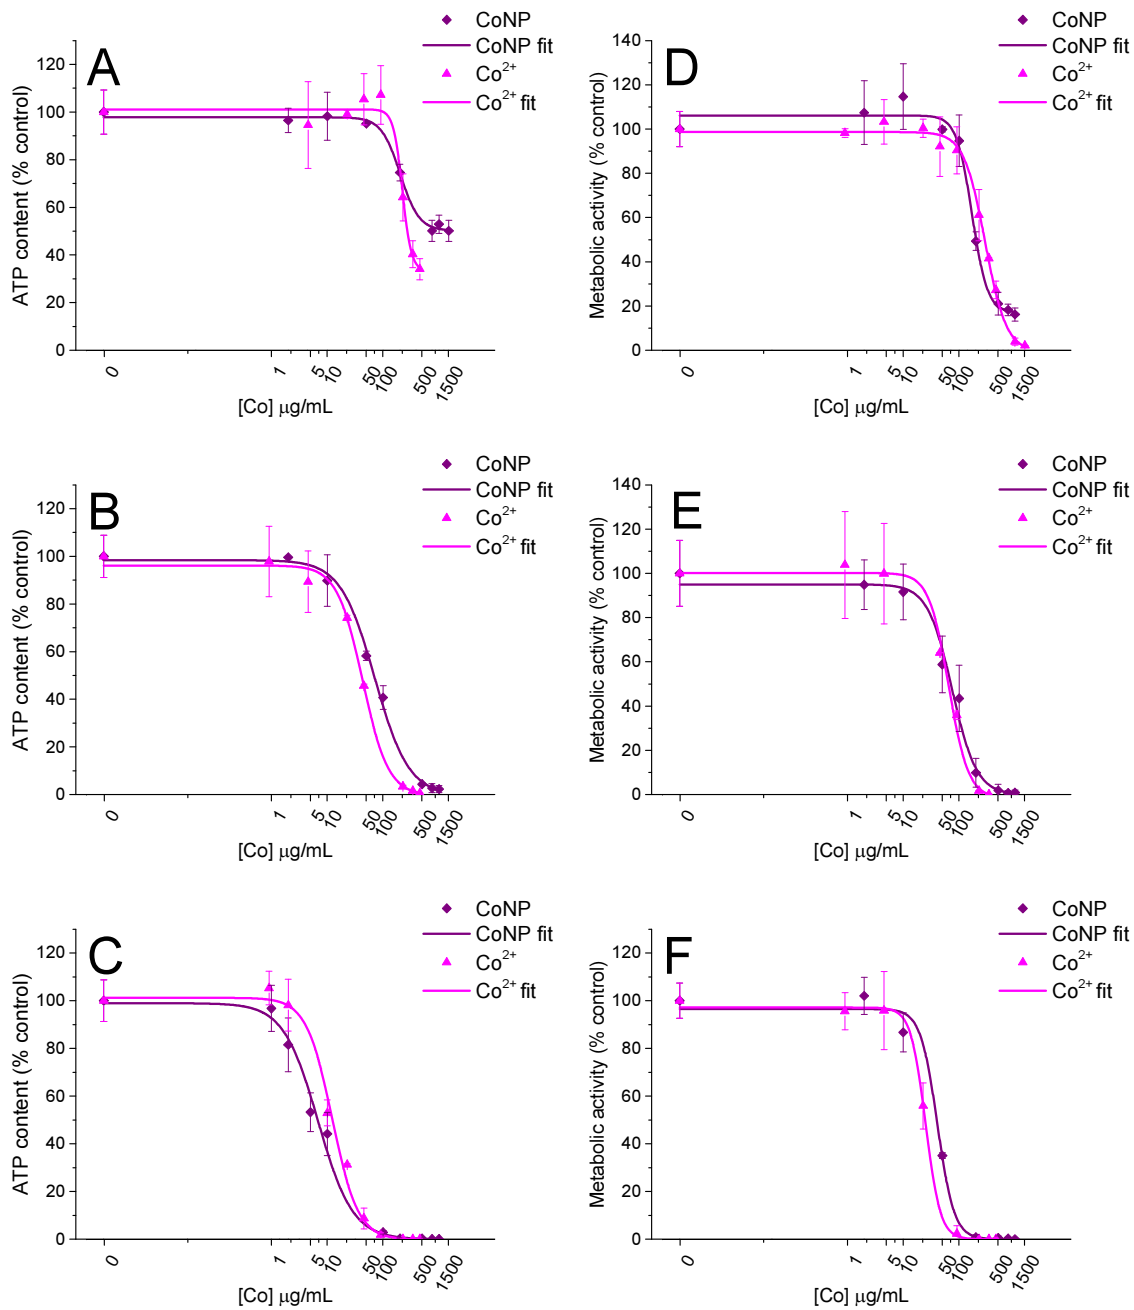 CoNP
CoNP fit
Co2+
Co2+ fit
A
ATP content (% control)
120
100
80
60
40
20
0
0 1 5 10 50 100 500 1500
[Co] µg/mL
CoNP
CoNP fit
Co2+
Co2+ fit
D
Metabolic activity (% control)
140
120
100
80
60
40
20
0
0 1 5 10 50 100 500 1500
[Co] µg/mL
CoNP
CoNP fit
Co2+
Co2+ fit
B
ATP content (% control)
120
100
80
60
40
20
0
0 1 5 10 50 100 500 1500
[Co] µg/mL
CoNP
CoNP fit
Co2+
Co2+ fit
E
Metabolic activity (% control)
140
120
100
80
60
40
20
0
0 1 5 10 50 100 500 1500
[Co] µg/mL
CoNP
CoNP fit
Co2+
Co2+ fit
C
ATP content (% control)
120
100
80
60
40
20
0
0 1 5 10 50 100 500 1500
[Co] µg/mL
CoNP
CoNP fit
Co2+
Co2+ fit
F
Metabolic activity (% control)
120
100
80
60
40
20
0
0 1 5 10 50 100 500 1500
[Co] µg/mL